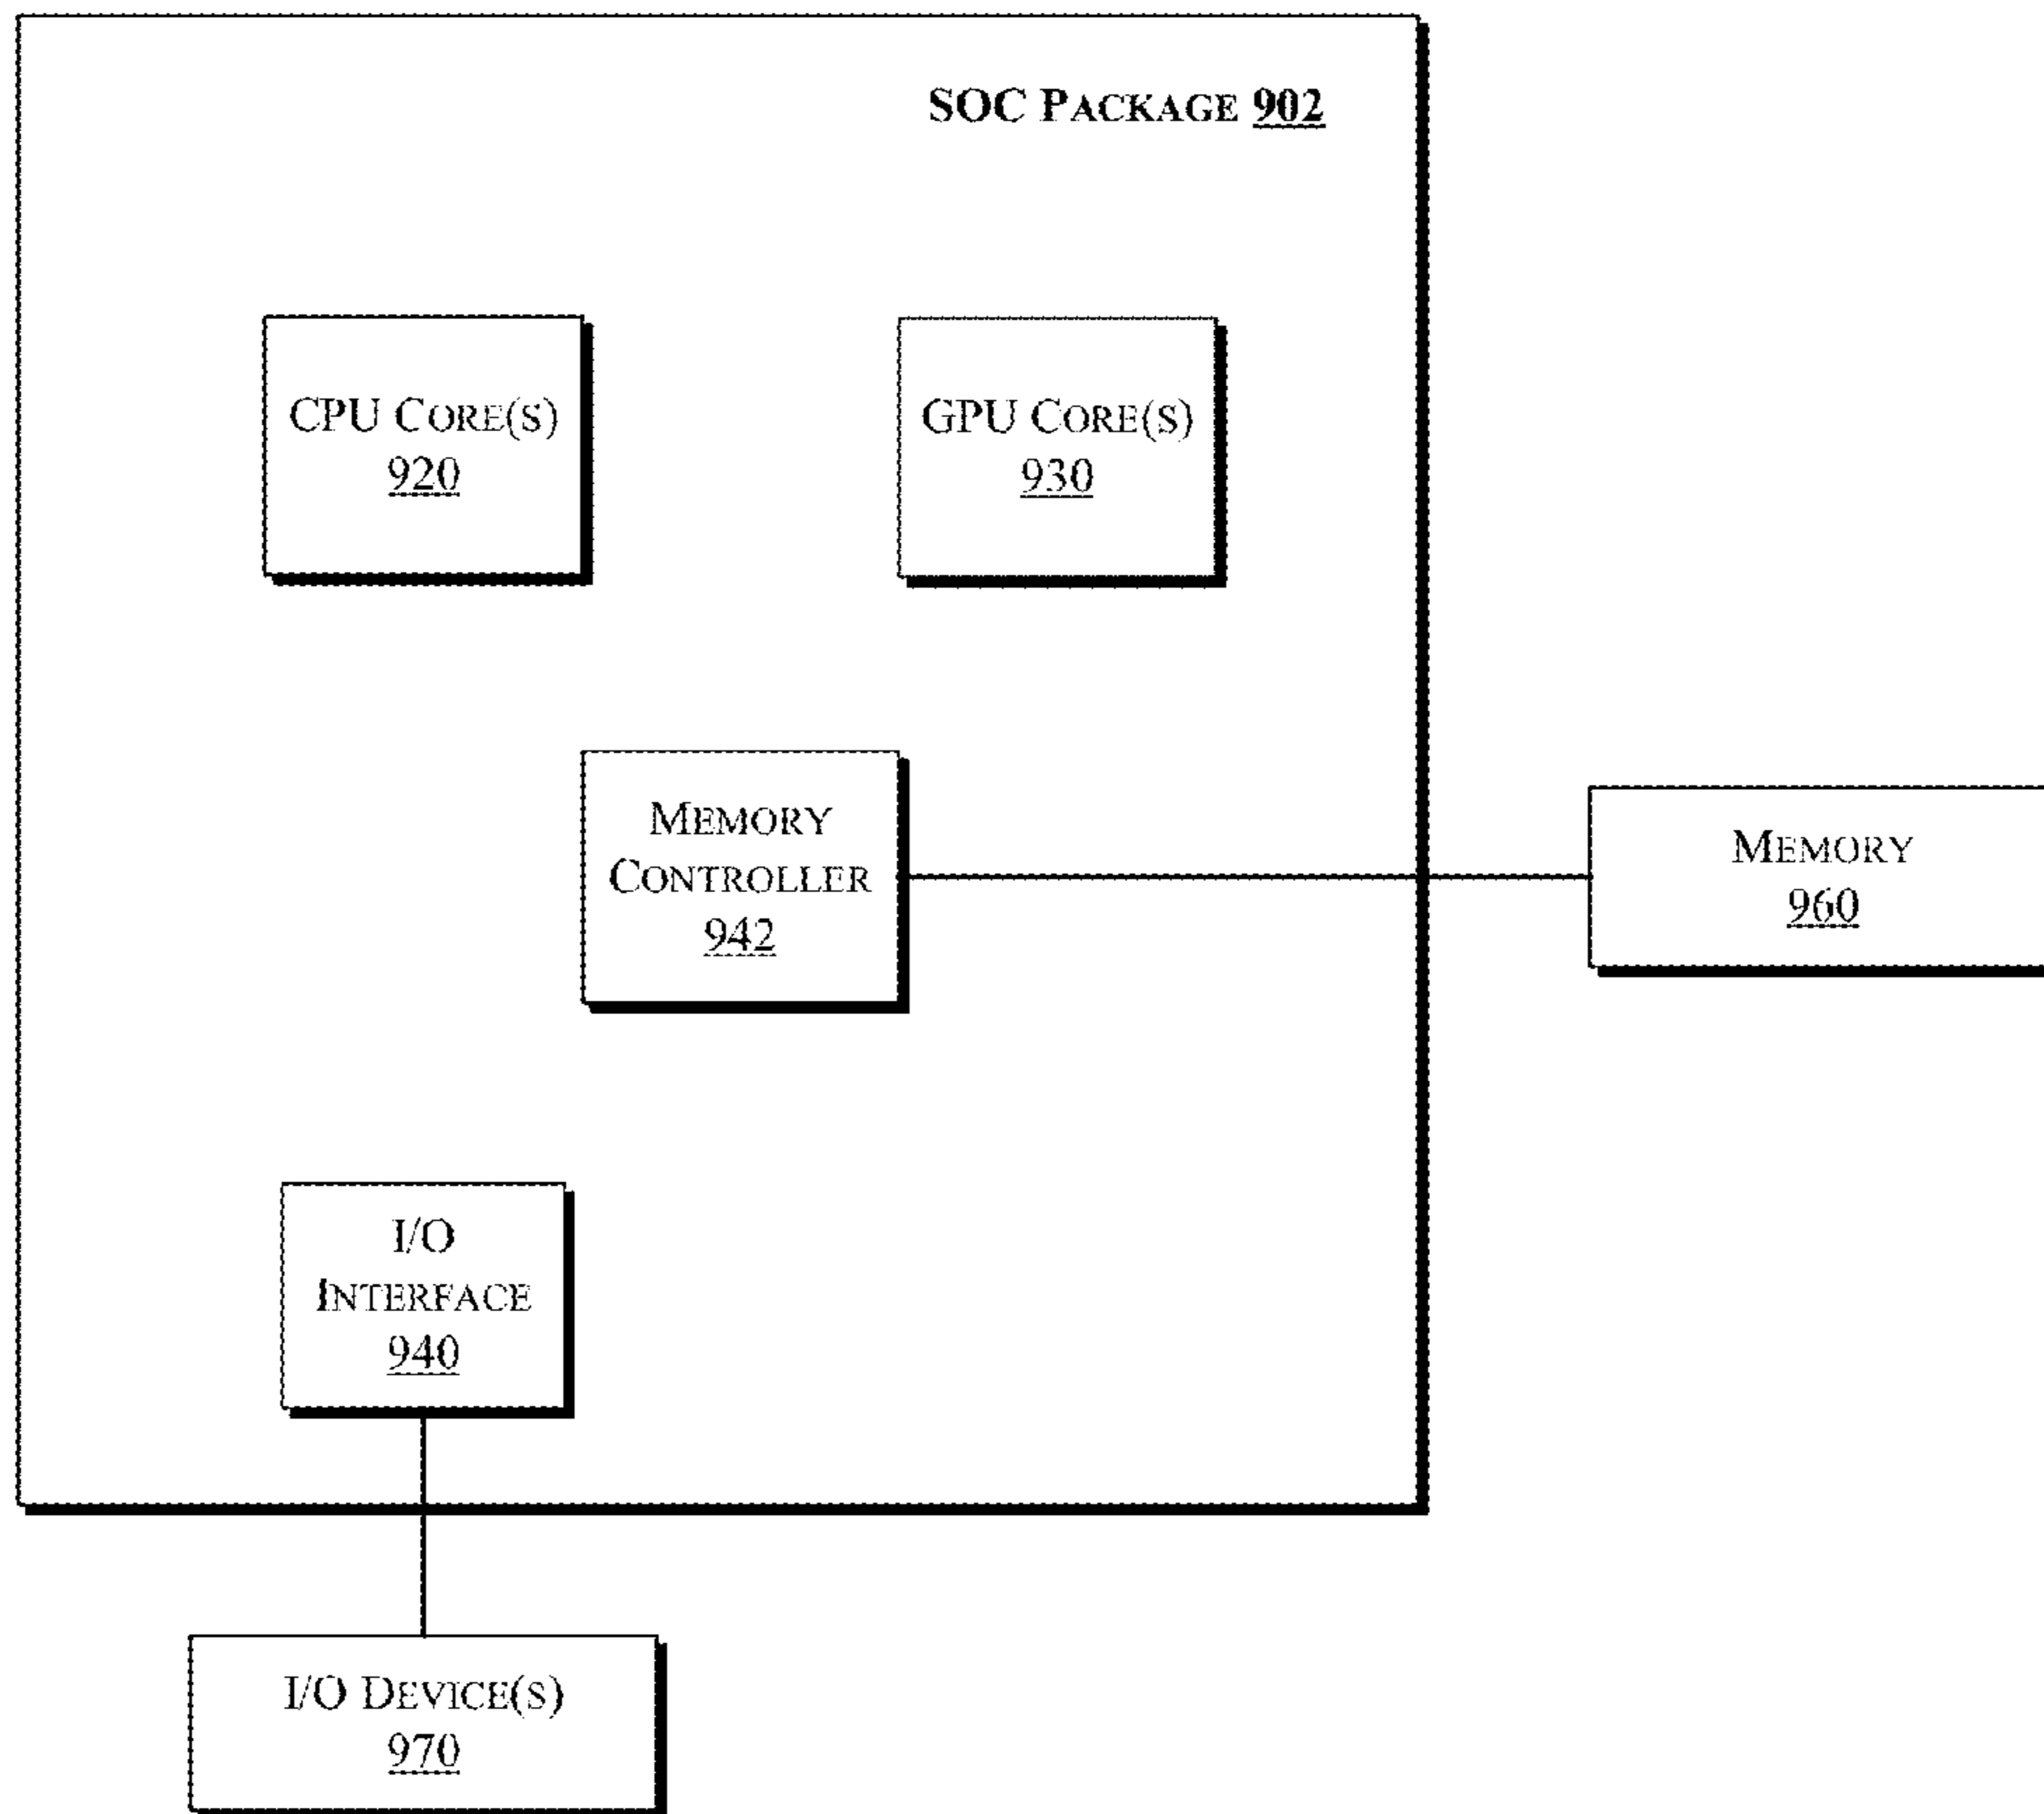 SOC PACKAGE 902
CPU CORE(S)
920
GPU CORE(S)
930
MEMORY
CONTROLLER
942
MEMORY
960
I/O
INTERFACE
940
I/O DEVICE(S)
970